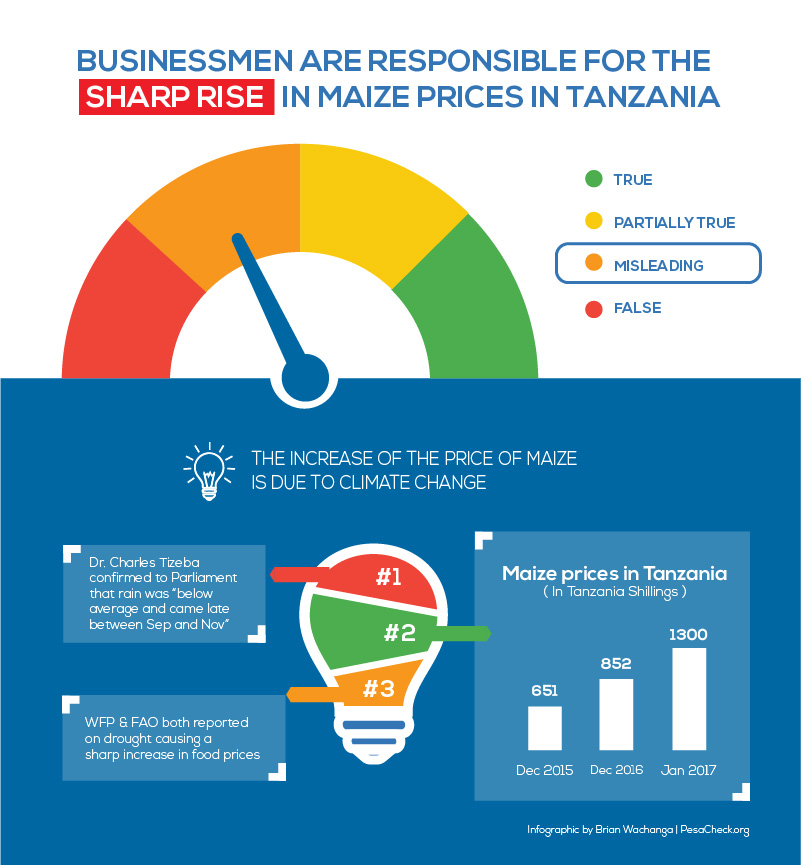 BUSINESSMEN ARE RESPONSIBLE FOR THE
SHARP RISE IN MAIZE PRICES IN TANZANIA
TRUE
PARTIALLY TRUE
MISLEADING
FALSE
THE INCREASE OF THE PRICE OF MAIZE
IS DUE TO CLIMATE CHANGE
Dr. Charles Tizeba
confirmed to Parliament
that rain was "below
average and came late
between Sep and Nov"
#1
#2
#3
WFP & FAO both reported
on drought causing a
sharp increase in food prices
Maize prices in Tanzania
( In Tanzania Shillings )
651
852
1300
Dec 2015
Dec 2016
Jan 2017
Infographic by Brian Wachanga | PesaCheck.org